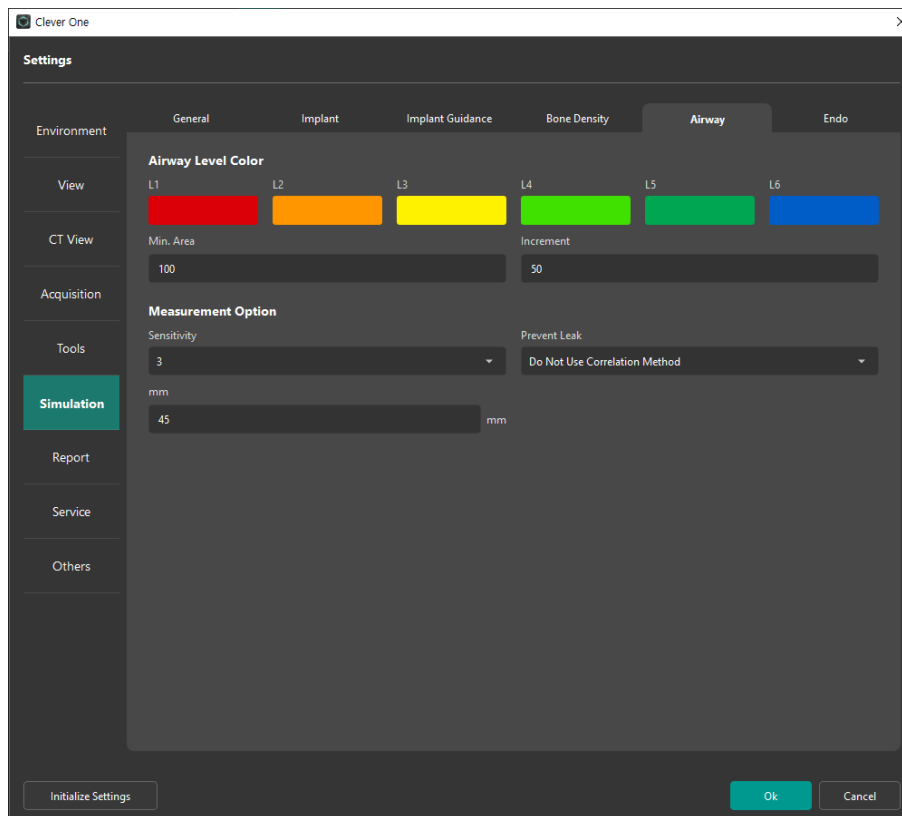 Clever One
Settings
Environment
View
CT View
Acquisition
Tools
Simulation
Report
Service
Others
General Implant Implant Guidance Bone Density Airway Endo
Airway Level Color
L1 L2 L3 L4 L5 L6
Min. Area Increment
100 50
Measurement Option
Sensitivity Prevent Leak
3 Do Not Use Correlation Method
mm
45 mm
Initialize Settings Ok Cancel